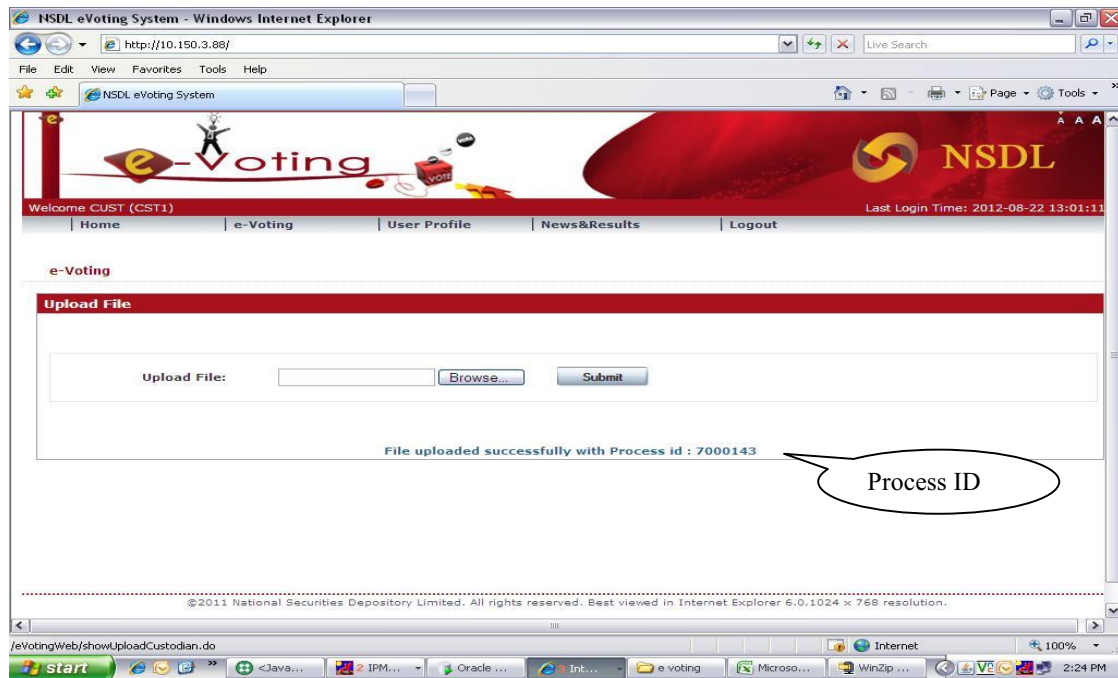 NSDL eVoting System - Windows Internet Explorer
http://10.150.3.88/
Live Search
File Edit View Favorites Tools Help
NSDL eVoting System
Page Tools »
e-Voting
VOTE
NSDL
A A A
Welcome CUST (CST1)
Last Login Time: 2012-08-22 13:01:11
| Home | e-Voting | User Profile | News&Results | Logout
e-Voting
Upload File
Upload File: Browse... Submit
File uploaded successfully with Process id : 7000143
Process ID
©2011 National Securities Depository Limited. All rights reserved. Best viewed in Internet Explorer 6.0,1024 x 768 resolution.
/eVotingWeb/showUploadCustodian.do
Internet
100%
start » <Java... 2 IPM... Oracle ... 3 Int... e voting Microso... WinZip ... 2:24 PM